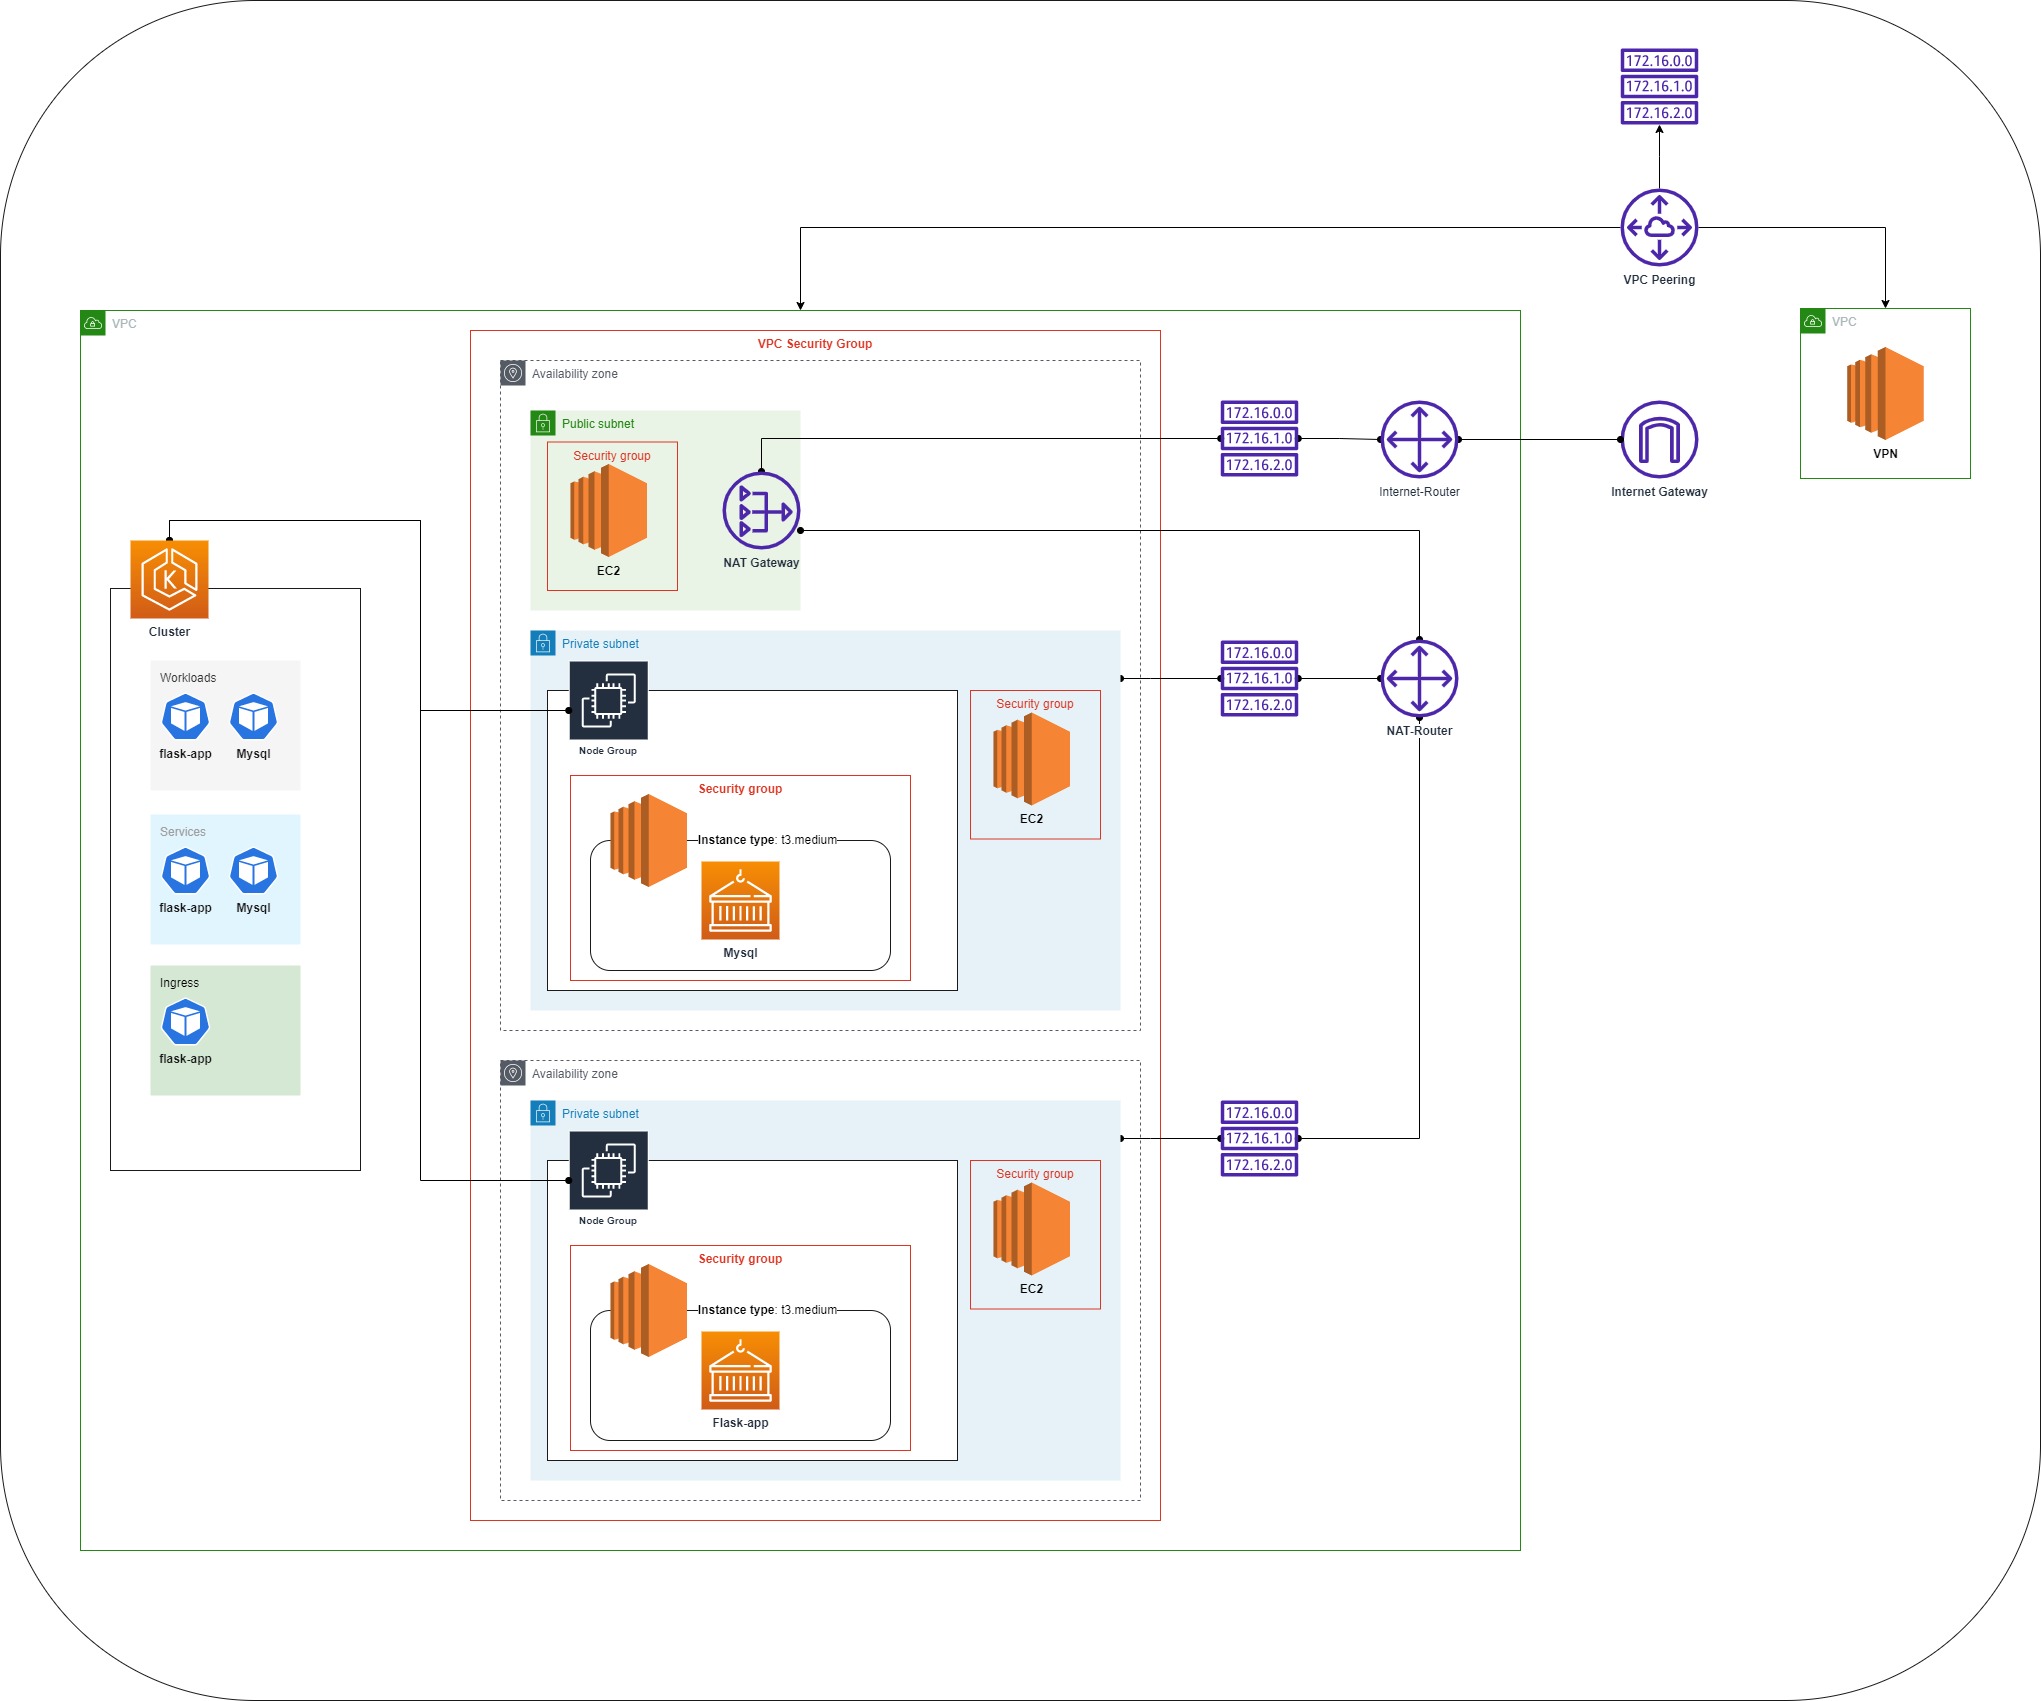 172.16.0.0
172.16.1.0
172.16.2.0
VPC Peering
VPC
VPC Security Group
Availability zone
Public subnet
Security group
EC2
NAT Gateway
172.16.0.0
172.16.1.0
172.16.2.0
Internet-Router
Internet Gateway
VPC
VPN
K
Cluster
Workloads
flask-app
Mysql
Services
flask-app
Mysql
Ingress
flask-app
Private subnet
Node Group
Security group
Instance type: t3.medium
Mysql
Security group
EC2
172.16.0.0
172.16.1.0
172.16.2.0
NAT-Router
Availability zone
Private subnet
Node Group
Security group
Instance type: t3.medium
Flask-app
Security group
EC2
172.16.0.0
172.16.1.0
172.16.2.0